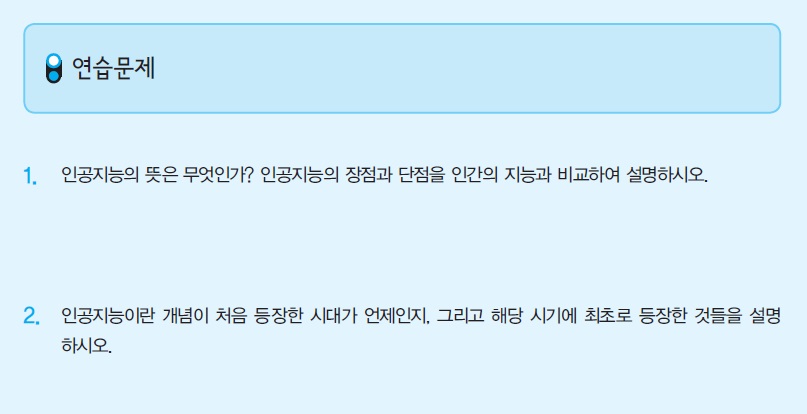 연습문제
1. 인공지능의 뜻은 무엇인가? 인공지능의 장점과 단점을 인간의 지능과 비교하여 설명하시오.
2. 인공지능이란 개념이 처음 등장한 시대가 언제인지, 그리고 해당 시기에 최초로 등장한 것들을 설명
하시오.